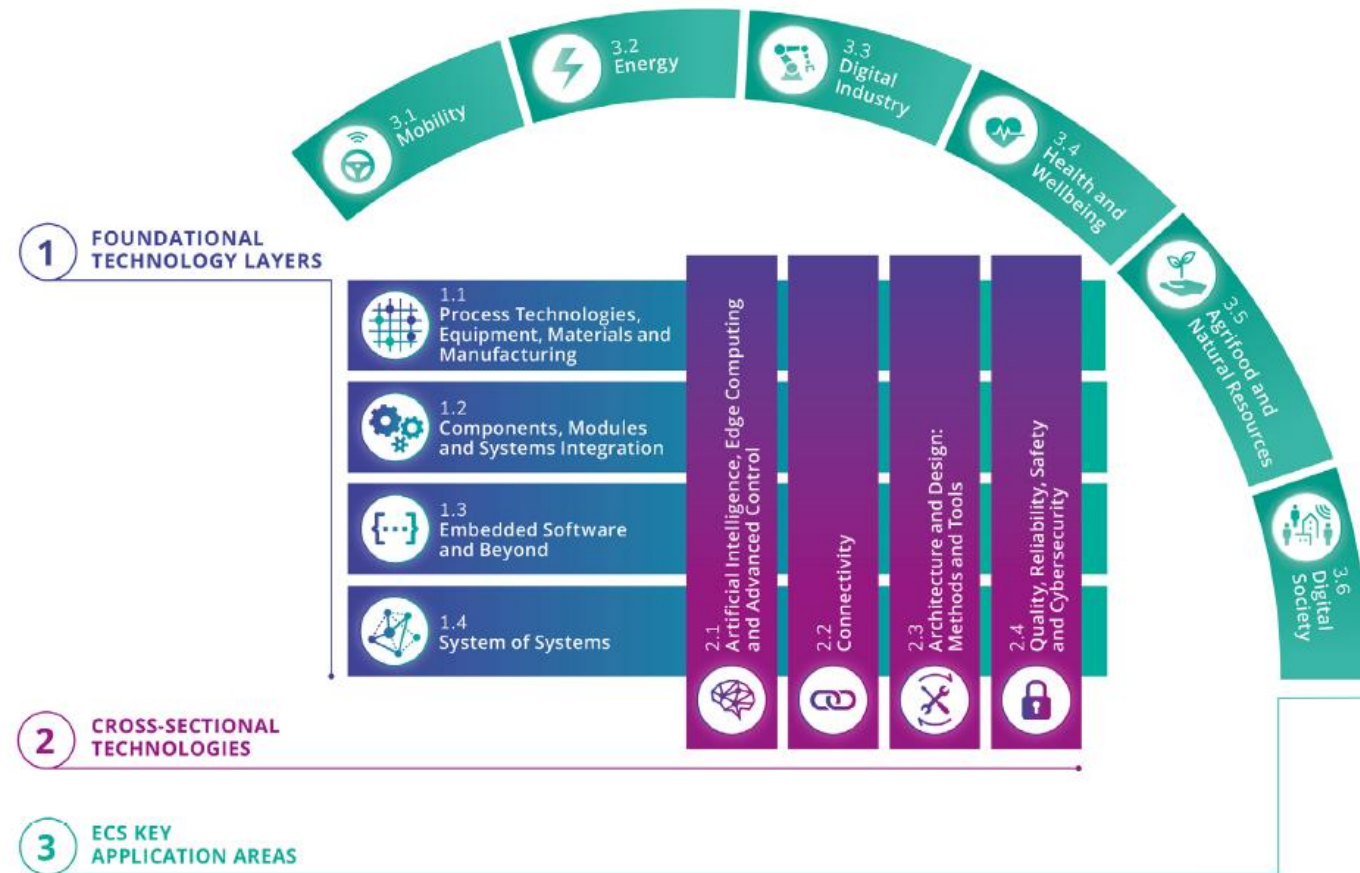 3.1
Mobility
3.2
Energy
3.3
Digital
Industry
3.4
Health and
Wellbeing
3.5
Agrifood and
Natural Resources
3.6
Digital
Society
1
FOUNDATIONAL
TECHNOLOGY LAYERS
1.1
Process Technologies,
Equipment, Materials and
Manufacturing
1.2
Components, Modules
and Systems Integration
1.3
Embedded Software
and Beyond
1.4
System of Systems
2.1
Artificial Intelligence, Edge Computing
and Advanced Control
2.2
Connectivity
2.3
Architecture and Design:
Methods and Tools
2.4
Quality, Reliability, Safety
and Cybersecurity
2
CROSS-SECTIONAL
TECHNOLOGIES
3
ECS KEY
APPLICATION AREAS